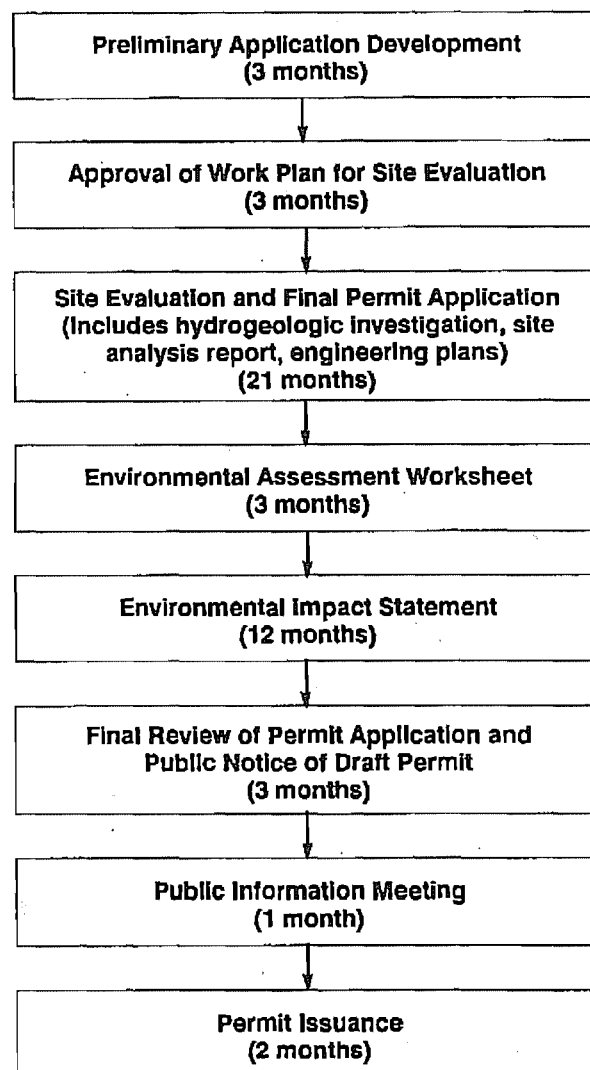 Preliminary Application Development
(3 months)
Approval of Work Plan for Site Evaluation
(3 months)
Site Evaluation and Final Permit Application
(Includes hydrogeologic investigation, site
analysis report, engineering plans)
(21 months)
Environmental Assessment Worksheet
(3 months)
Environmental Impact Statement
(12 months)
Final Review of Permit Application and
Public Notice of Draft Permit
(3 months)
Public Information Meeting
(1 month)
Permit Issuance
(2 months)